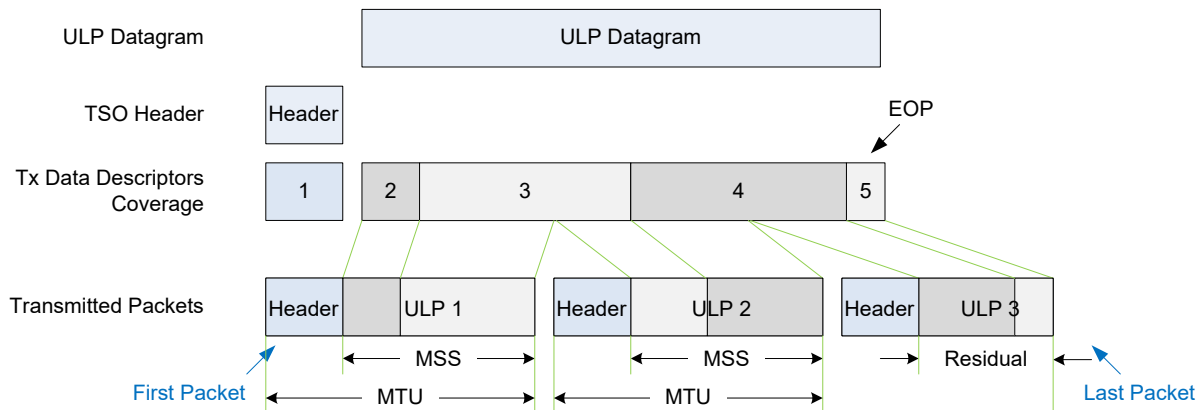 ULP Datagram
ULP Datagram
TSO Header
Header
EOP
Tx Data Descriptors
Coverage
1
2
3
4
5
Transmitted Packets
Header
ULP 1
Header
ULP 2
Header
ULP 3
MSS
MSS
Residual
First Packet
MTU
MTU
Last Packet